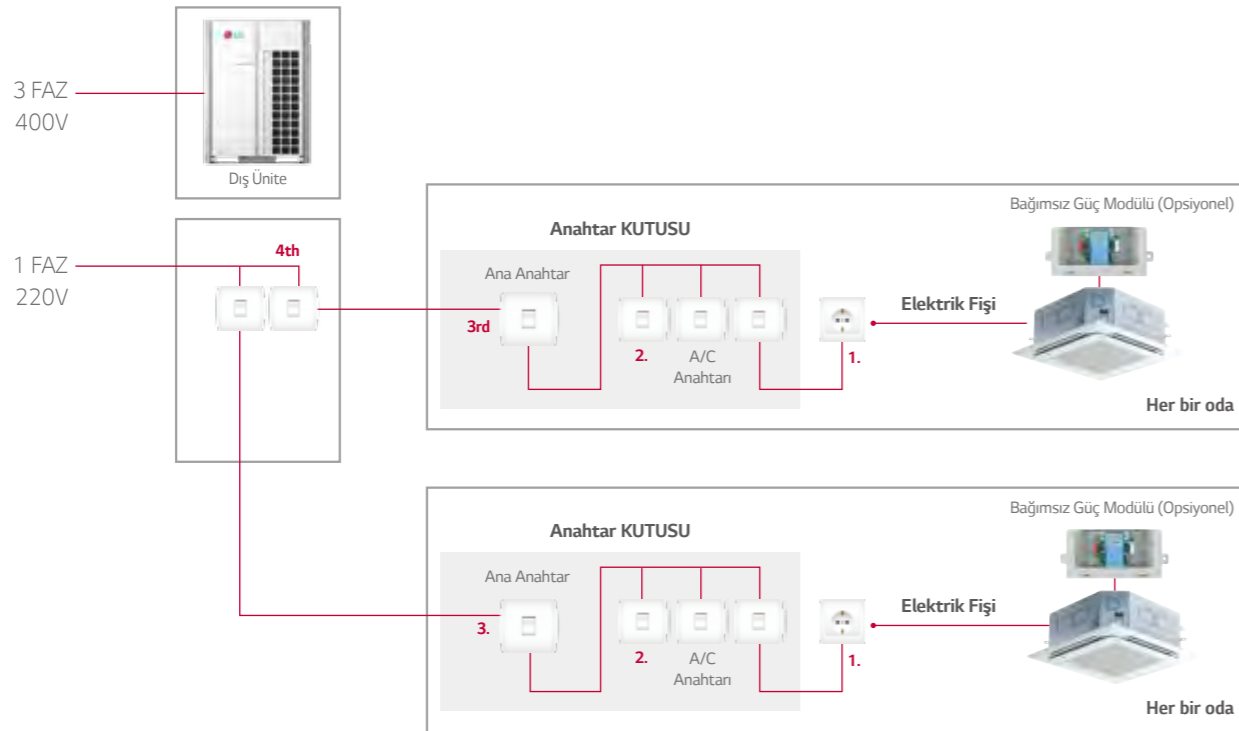 LG
3 FAZ
400V
Dış Ünite
1 FAZ
220V
4th
Anahtar KUTUSU
Ana Anahtar
3rd
2.
A/C
Anahtarı
1.
Elektrik Fişi
Bağımsız Güç Modülü (Opsiyonel)
Her bir oda
Anahtar KUTUSU
Ana Anahtar
3.
2.
A/C
Anahtarı
1.
Elektrik Fişi
Bağımsız Güç Modülü (Opsiyonel)
Her bir oda